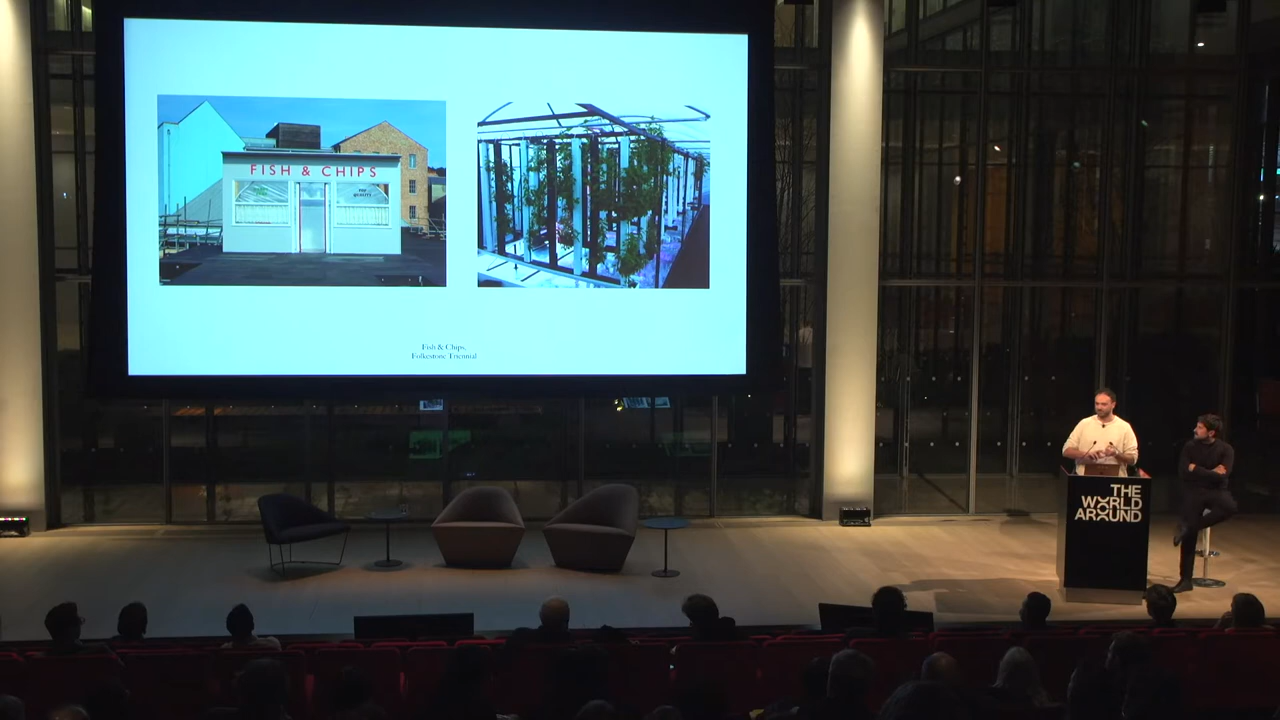 FISH & CHIPS
Fish & Chips,
Folkestone Triennial
THE
WORLD
AROUND